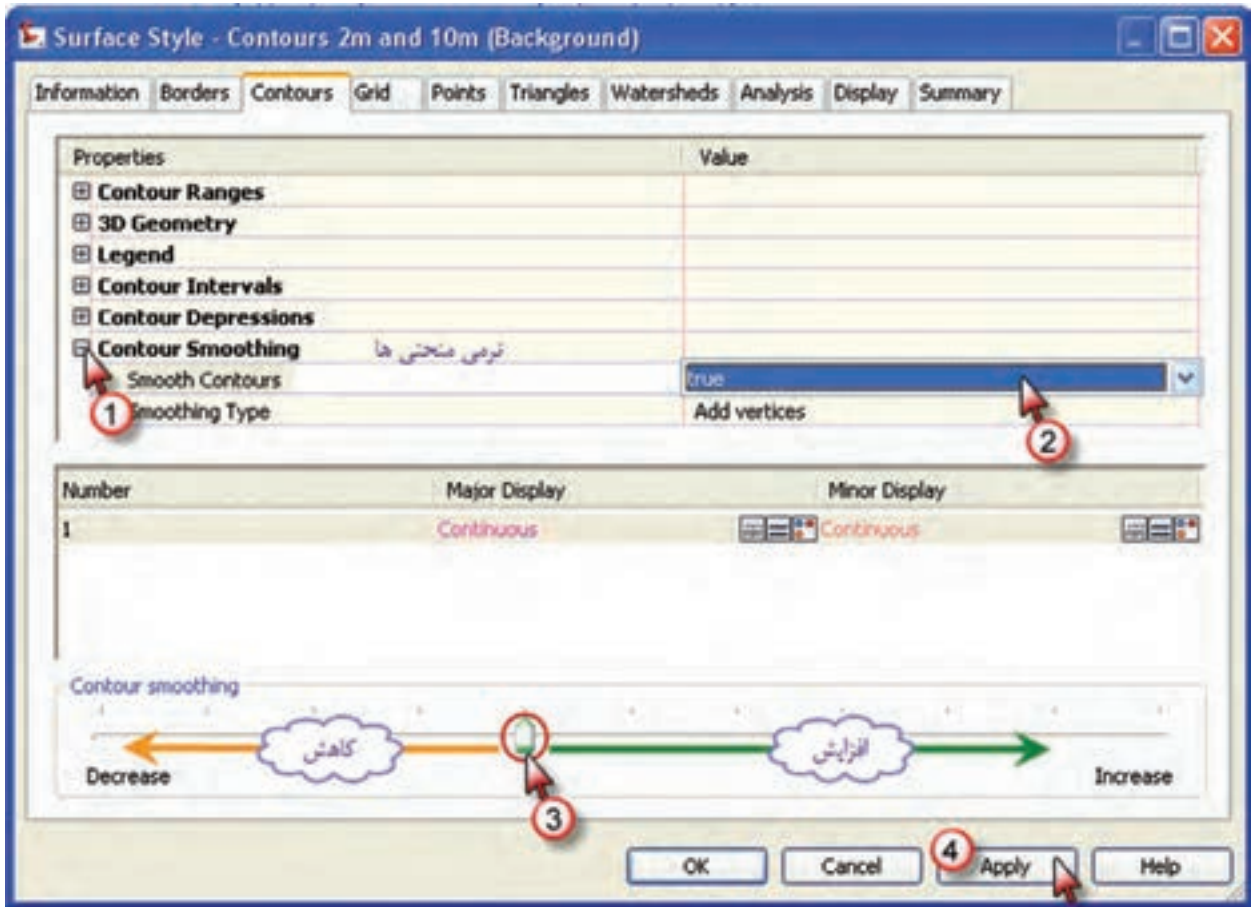 Surface Style - Contours 2m and 10m (Background)
Information Borders Contours Grid Points Triangles Watersheds Analysis Display Summary
Properties Value
Contour Ranges
3D Geometry
Legend
Contour Intervals
Contour Depressions
Contour Smoothing نرمی منحنی ها
Smooth Contours true
1 Smoothing Type Add vertices
2
Number Major Display Minor Display
1 Continuous Continuous
Contour smoothing
کاهش افزایش
Decrease Increase
3
OK Cancel 4 Apply Help